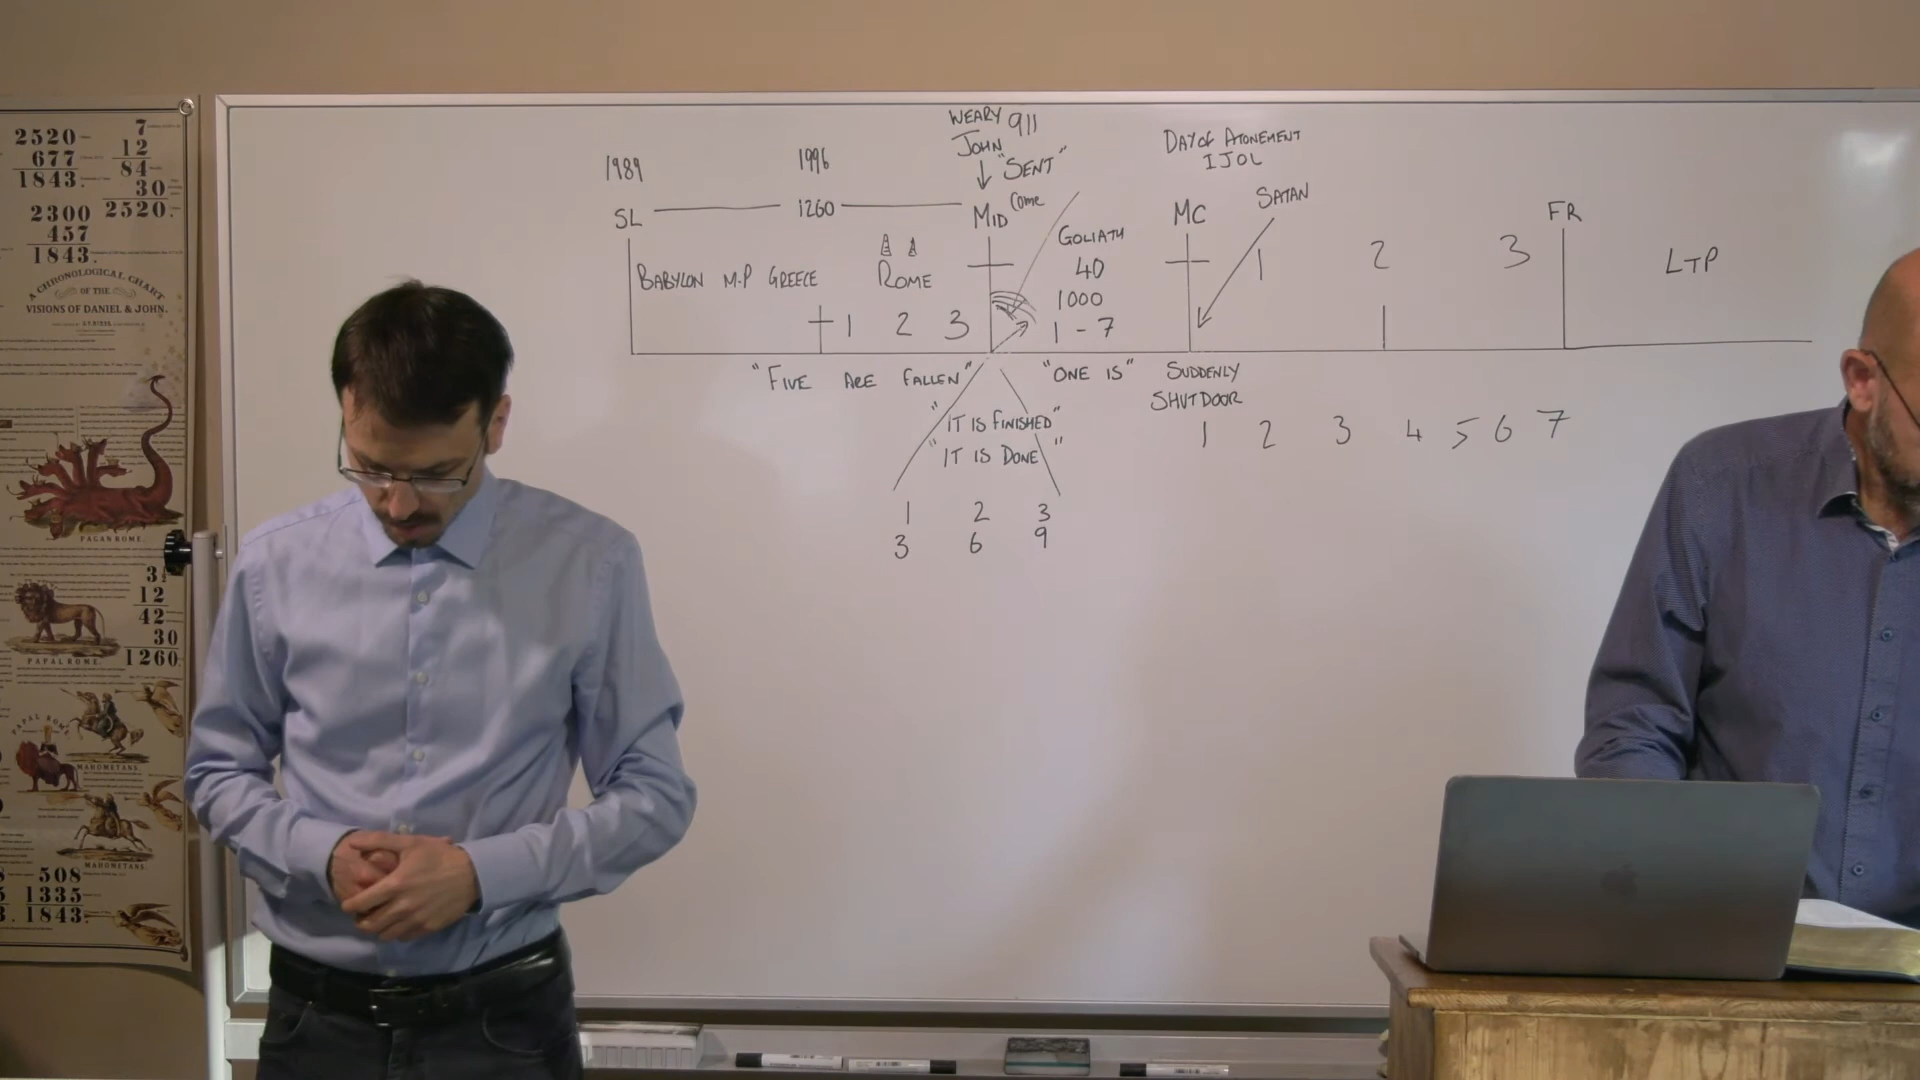 2520
677
1843.
7
12
84
30
2520.
2300
457
1843.
A CHRONOLOGICAL CHART
OF THE
VISIONS OF DANIEL & JOHN.
PAGAN ROME.
3
12
42
30
1260
PAPAL ROME.
PAPAL ROME
MAHOMETANS.
MAHOMETANS.
508
1335
1843.
WEARY 911
JOHN
"SENT"
DAY OF ATONEMENT
IJOL
1989
1996
SATAN
SL
1260
MID
COME
MC
FR
GOLIATH
40
1000
1 - 7
BABYLON M-P GREECE
ROME
1 2 3
1 2 3
LTP
"FIVE ARE FALLEN"
"ONE IS"
SUDDENLY
SHUT DOOR
"IT IS FINISHED"
"IT IS DONE"
1 2 3 4 5 6 7
1 2 3
3 6 9